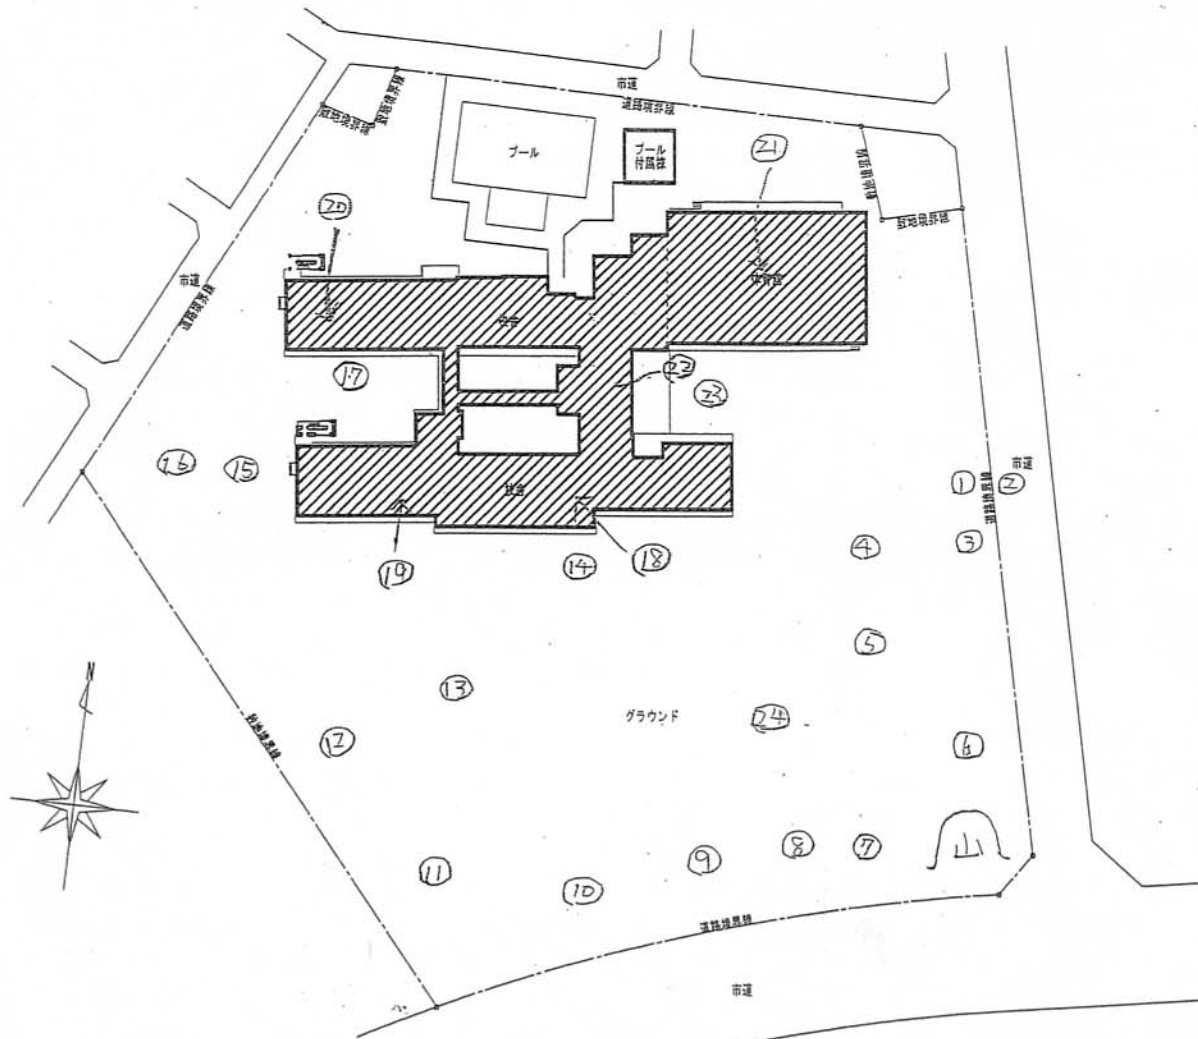 市道
道路境界線
敷地境界線
敷地境界線
プール
プール
付属棟
21
敷地境界線
敷地境界線
20
市道
道路境界線
体育館
校舎
17
22
23
16
15
校舎
市道
道路境界線
1
2
3
4
19
14
18
5
13
グラウンド
24
12
敷地境界線
6
N
山
11
10
9
8
7
道路境界線
市道